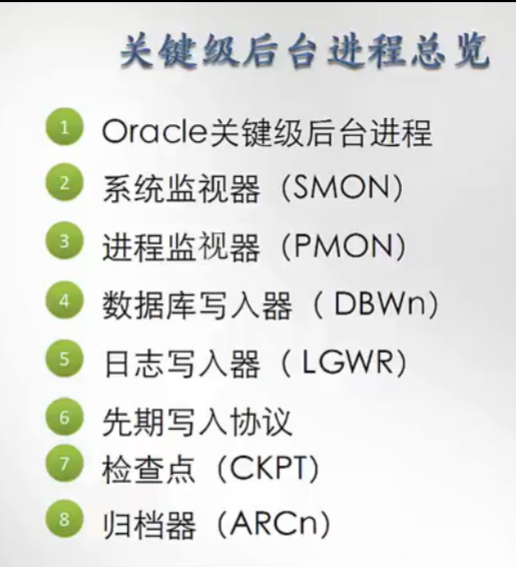 关键级后台进程总览
1 Oracle关键级后台进程
2 系统监视器（SMON）
3 进程监视器（PMON）
4 数据库写入器（ DBWn）
5 日志写入器（ LGWR）
6 先期写入协议
7 检查点（CKPT）
8 归档器（ARCn）